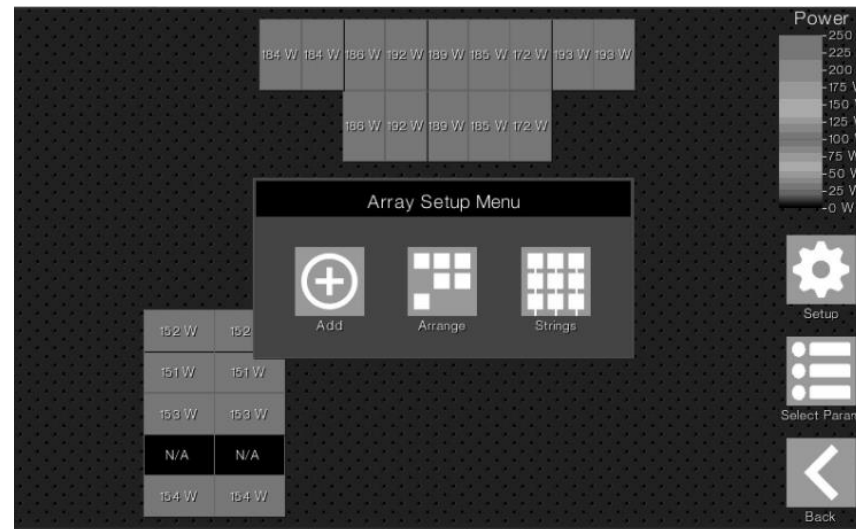 Power
250
225
200
175 W
150
125 W
100
75 W
50 W
25 W
0 W
184 W 184 W 186 W 192 W 189 W 185 W 172 W 193 W 193 W
186 W 192 W 189 W 185 W 172 W
Array Setup Menu
Add Arrange Strings
Setup
152 W 152
151 W 151 W
153 W 153 W
N/A N/A
154 W 154 W
Select Param
Back